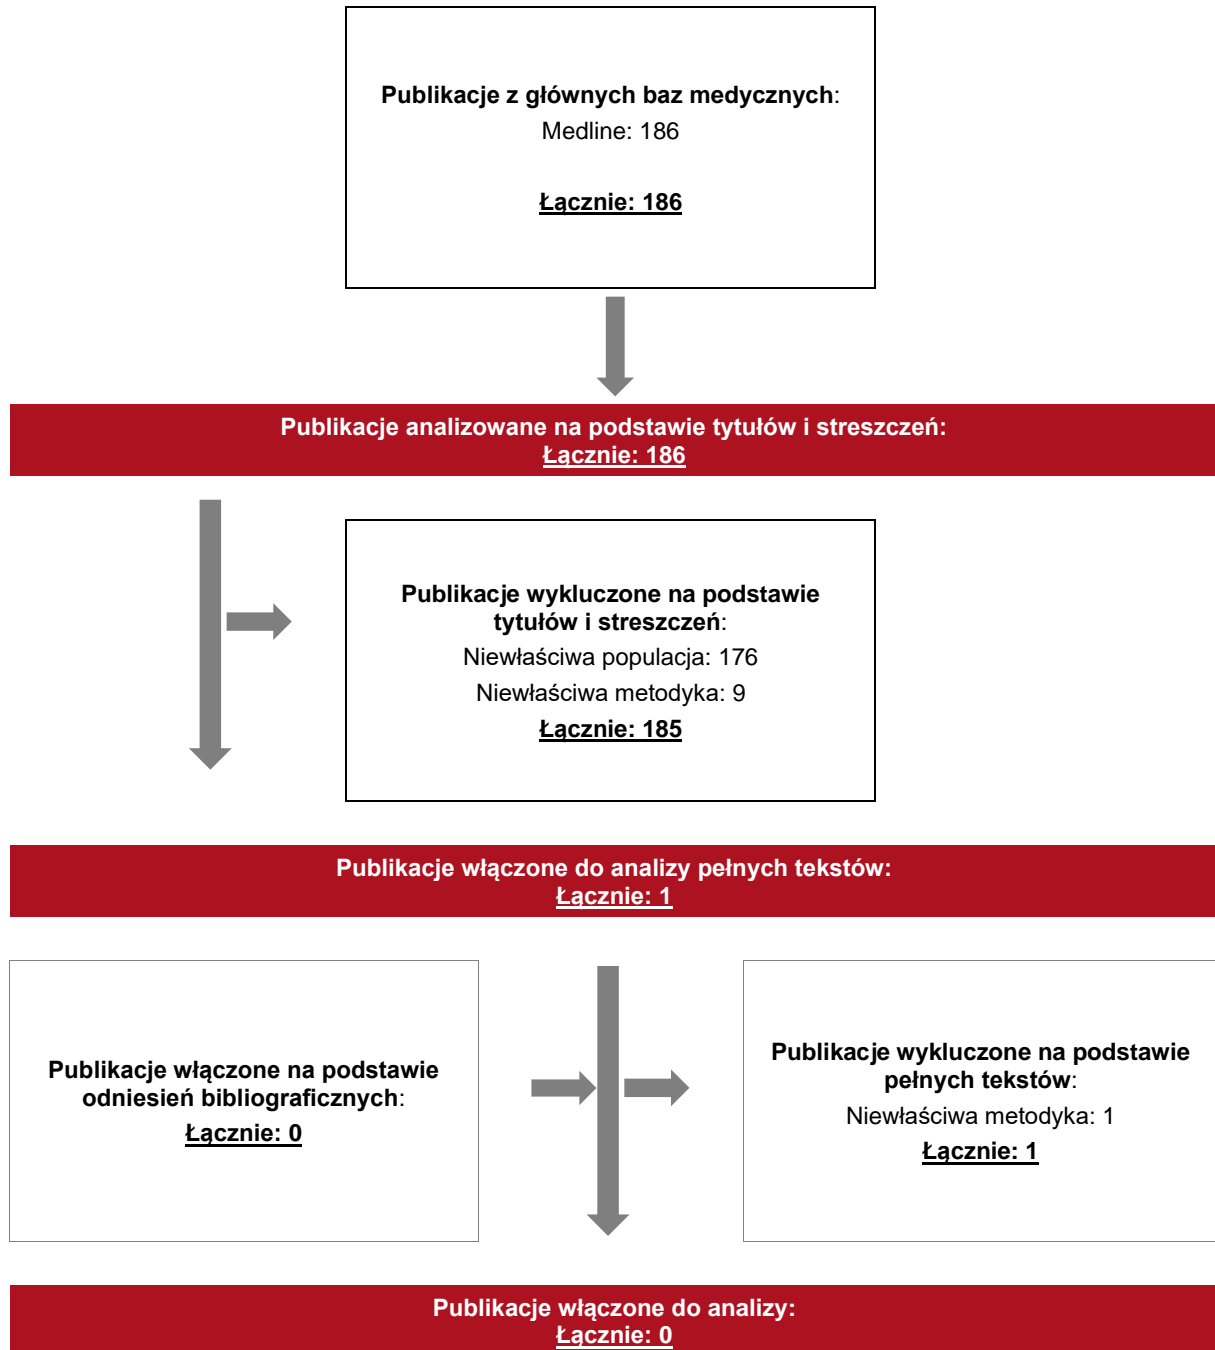 Publikacje z głównych baz medycznych:
Medline: 186
Łącznie: 186
Publikacje analizowane na podstawie tytułów i streszczeń:
Łącznie: 186
Publikacje wykluczone na podstawie
tytułów i streszczeń:
Niewłaściwa populacja: 176
Niewłaściwa metodyka: 9
Łącznie: 185
Publikacje włączone do analizy pełnych tekstów:
Łącznie: 1
Publikacje włączone na podstawie
odniesień bibliograficznych:
Łącznie: 0
Publikacje wykluczone na podstawie
pełnych tekstów:
Niewłaściwa metodyka: 1
Łącznie: 1
Publikacje włączone do analizy:
Łącznie: 0